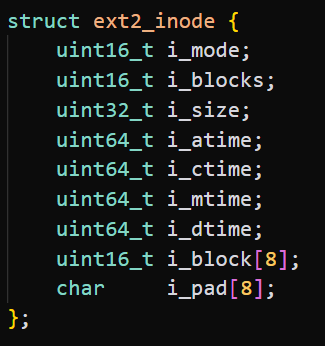 struct ext2_inode {
    uint16_t i_mode;
    uint16_t i_blocks;
    uint32_t i_size;
    uint64_t i_atime;
    uint64_t i_ctime;
    uint64_t i_mtime;
    uint64_t i_dtime;
    uint16_t i_block[8];
    char     i_pad[8];
};